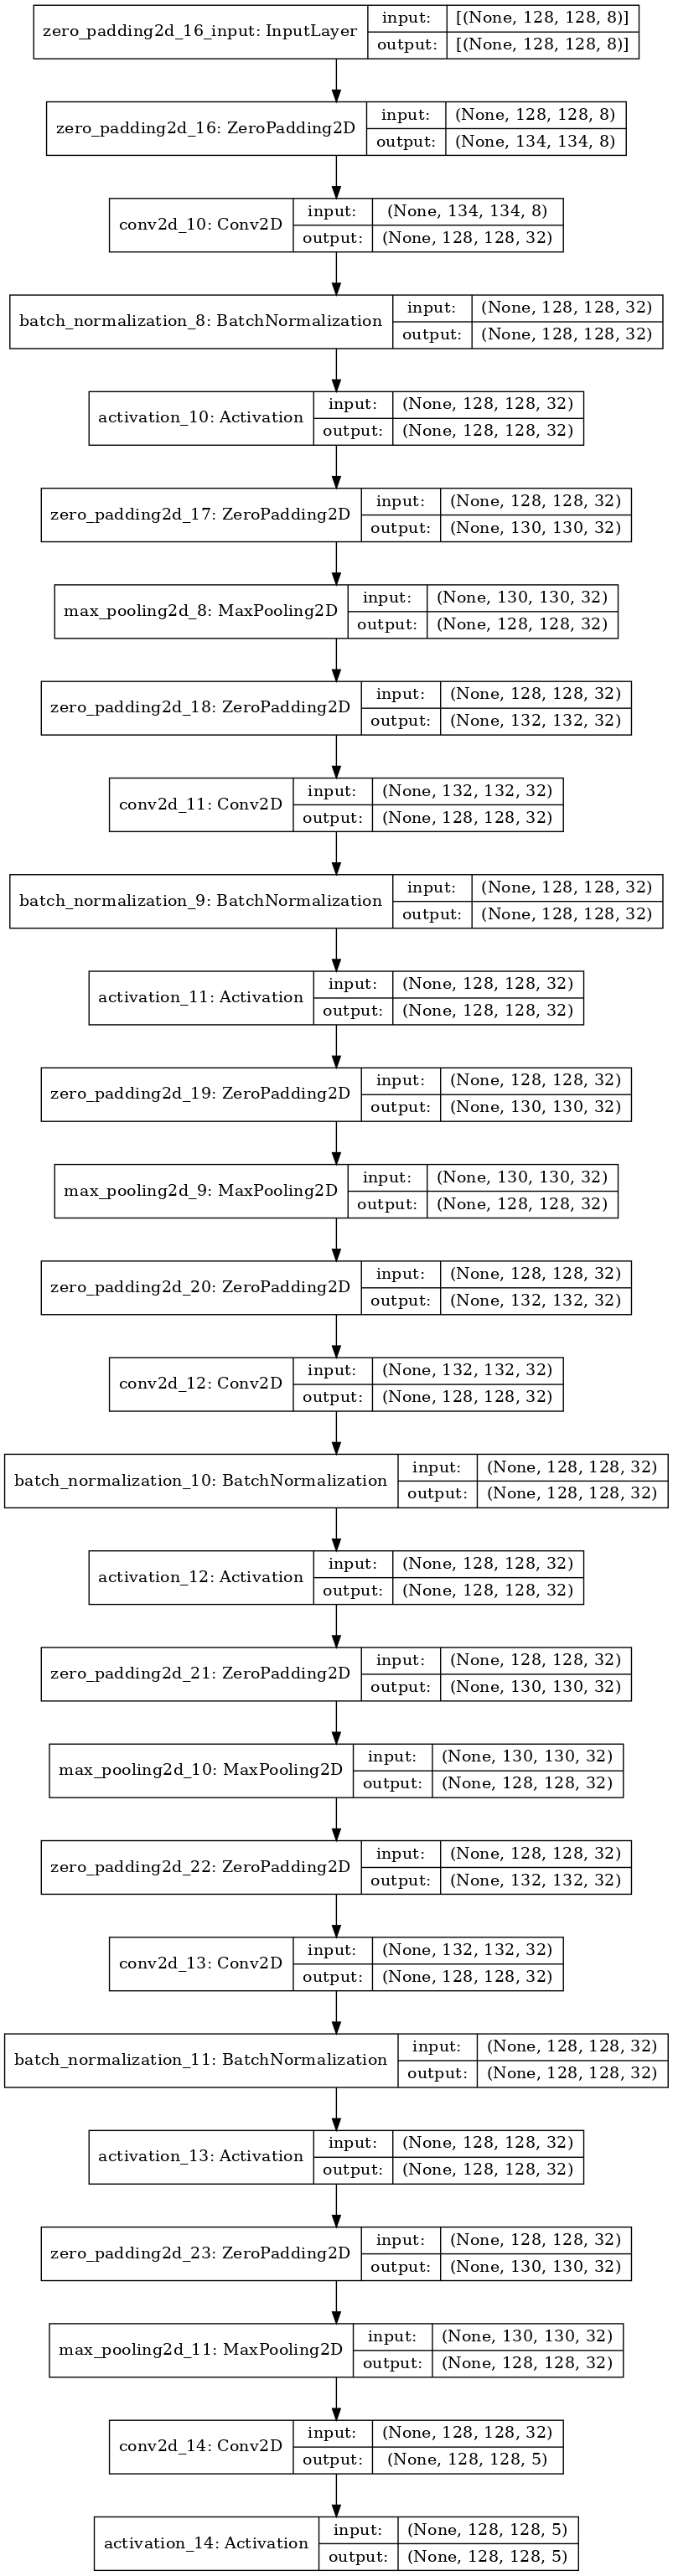 zero_padding2d_16_input: InputLayer
input: [(None, 128, 128, 8)]
output: [(None, 128, 128, 8)]
zero_padding2d_16: ZeroPadding2D
input: (None, 128, 128, 8)
output: (None, 134, 134, 8)
conv2d_10: Conv2D
input: (None, 134, 134, 8)
output: (None, 128, 128, 32)
batch_normalization_8: BatchNormalization
input: (None, 128, 128, 32)
output: (None, 128, 128, 32)
activation_10: Activation
input: (None, 128, 128, 32)
output: (None, 128, 128, 32)
zero_padding2d_17: ZeroPadding2D
input: (None, 128, 128, 32)
output: (None, 130, 130, 32)
max_pooling2d_8: MaxPooling2D
input: (None, 130, 130, 32)
output: (None, 128, 128, 32)
zero_padding2d_18: ZeroPadding2D
input: (None, 128, 128, 32)
output: (None, 132, 132, 32)
conv2d_11: Conv2D
input: (None, 132, 132, 32)
output: (None, 128, 128, 32)
batch_normalization_9: BatchNormalization
input: (None, 128, 128, 32)
output: (None, 128, 128, 32)
activation_11: Activation
input: (None, 128, 128, 32)
output: (None, 128, 128, 32)
zero_padding2d_19: ZeroPadding2D
input: (None, 128, 128, 32)
output: (None, 130, 130, 32)
max_pooling2d_9: MaxPooling2D
input: (None, 130, 130, 32)
output: (None, 128, 128, 32)
zero_padding2d_20: ZeroPadding2D
input: (None, 128, 128, 32)
output: (None, 132, 132, 32)
conv2d_12: Conv2D
input: (None, 132, 132, 32)
output: (None, 128, 128, 32)
batch_normalization_10: BatchNormalization
input: (None, 128, 128, 32)
output: (None, 128, 128, 32)
activation_12: Activation
input: (None, 128, 128, 32)
output: (None, 128, 128, 32)
zero_padding2d_21: ZeroPadding2D
input: (None, 128, 128, 32)
output: (None, 130, 130, 32)
max_pooling2d_10: MaxPooling2D
input: (None, 130, 130, 32)
output: (None, 128, 128, 32)
zero_padding2d_22: ZeroPadding2D
input: (None, 128, 128, 32)
output: (None, 132, 132, 32)
conv2d_13: Conv2D
input: (None, 132, 132, 32)
output: (None, 128, 128, 32)
batch_normalization_11: BatchNormalization
input: (None, 128, 128, 32)
output: (None, 128, 128, 32)
activation_13: Activation
input: (None, 128, 128, 32)
output: (None, 128, 128, 32)
zero_padding2d_23: ZeroPadding2D
input: (None, 128, 128, 32)
output: (None, 130, 130, 32)
max_pooling2d_11: MaxPooling2D
input: (None, 130, 130, 32)
output: (None, 128, 128, 32)
conv2d_14: Conv2D
input: (None, 128, 128, 32)
output: (None, 128, 128, 5)
activation_14: Activation
input: (None, 128, 128, 5)
output: (None, 128, 128, 5)